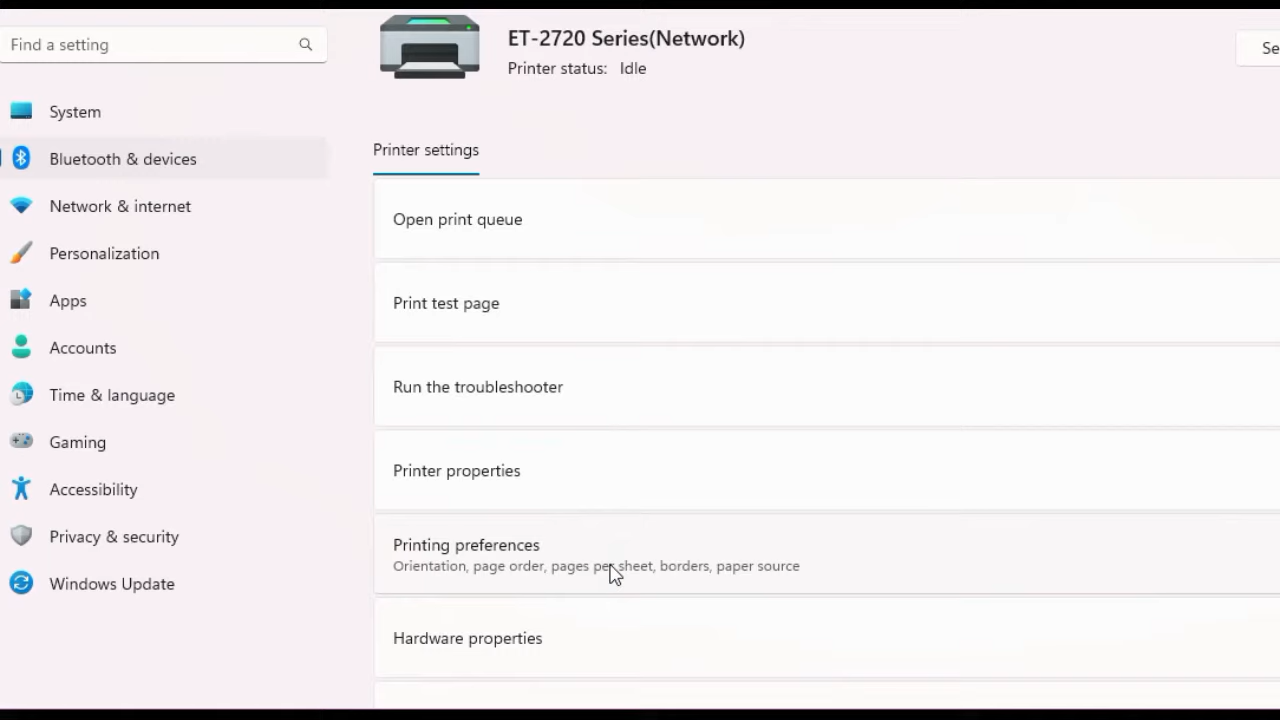 Find a setting
System
Bluetooth & devices
Network & internet
Personalization
Apps
Accounts
Time & language
Gaming
Accessibility
Privacy & security
Windows Update
ET-2720 Series(Network)
Printer status: Idle
Se
Printer settings
Open print queue
Print test page
Run the troubleshooter
Printer properties
Printing preferences
Orientation, page order, pages per sheet, borders, paper source
Hardware properties